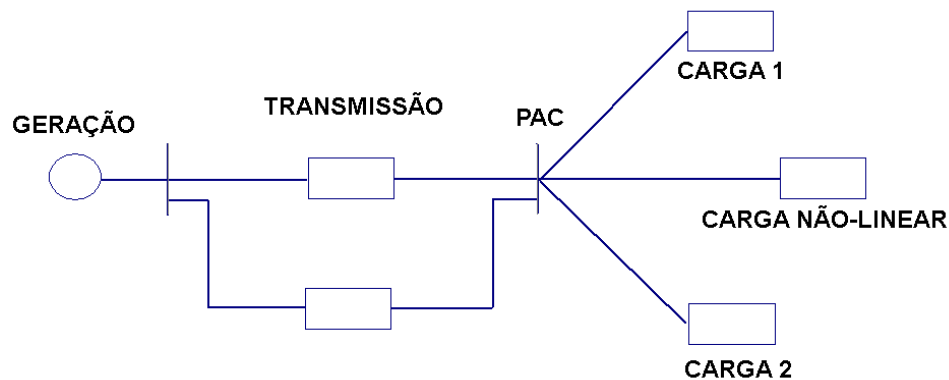 CARGA 1
TRANSMISSÃO
PAC
GERAÇÃO
CARGA NÃO-LINEAR
CARGA 2